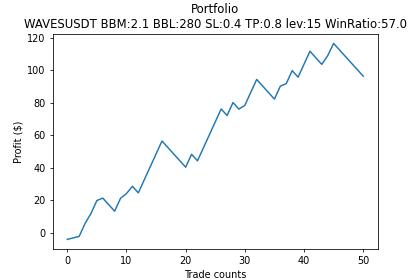 Portfolio
WAVESUSDT BBM:2.1 BBL:280 SL:0.4 TP:0.8 lev:15 WinRatio:57.0
120
100
80
60
40
20
0
Profit ($)
0 10 20 30 40 50
Trade counts